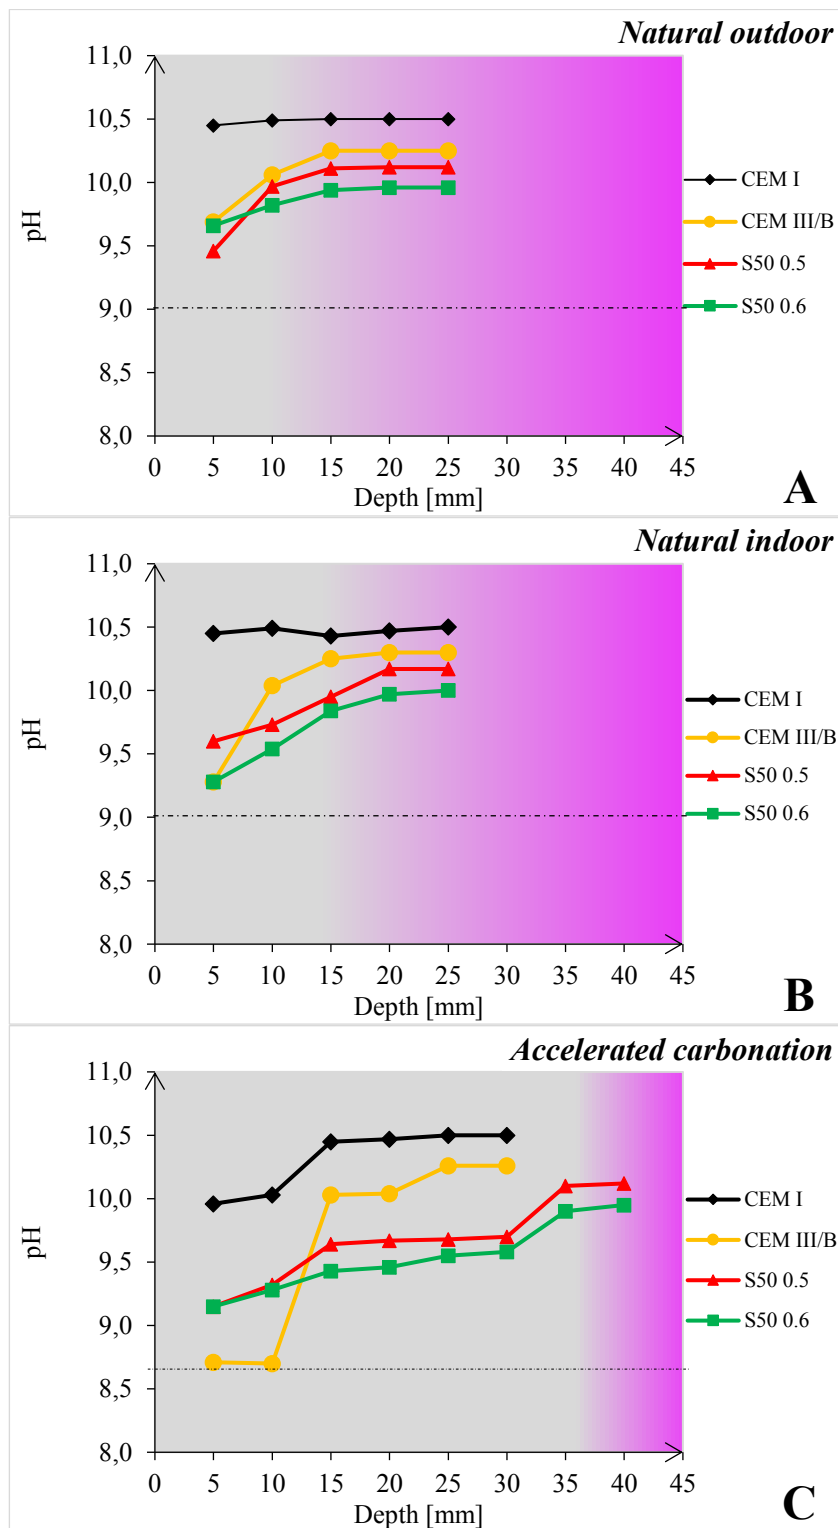 Natural outdoor
11,0
10,5
10,0
9,5
9,0
8,5
8,0
pH
0 5 10 15 20 25 30 35 40 45
Depth [mm]
CEM I
CEM III/B
S50 0.5
S50 0.6
A
Natural indoor
11,0
10,5
10,0
9,5
9,0
8,5
8,0
pH
0 5 10 15 20 25 30 35 40 45
Depth [mm]
CEM I
CEM III/B
S50 0.5
S50 0.6
B
Accelerated carbonation
11,0
10,5
10,0
9,5
9,0
8,5
8,0
pH
0 5 10 15 20 25 30 35 40 45
Depth [mm]
CEM I
CEM III/B
S50 0.5
S50 0.6
C